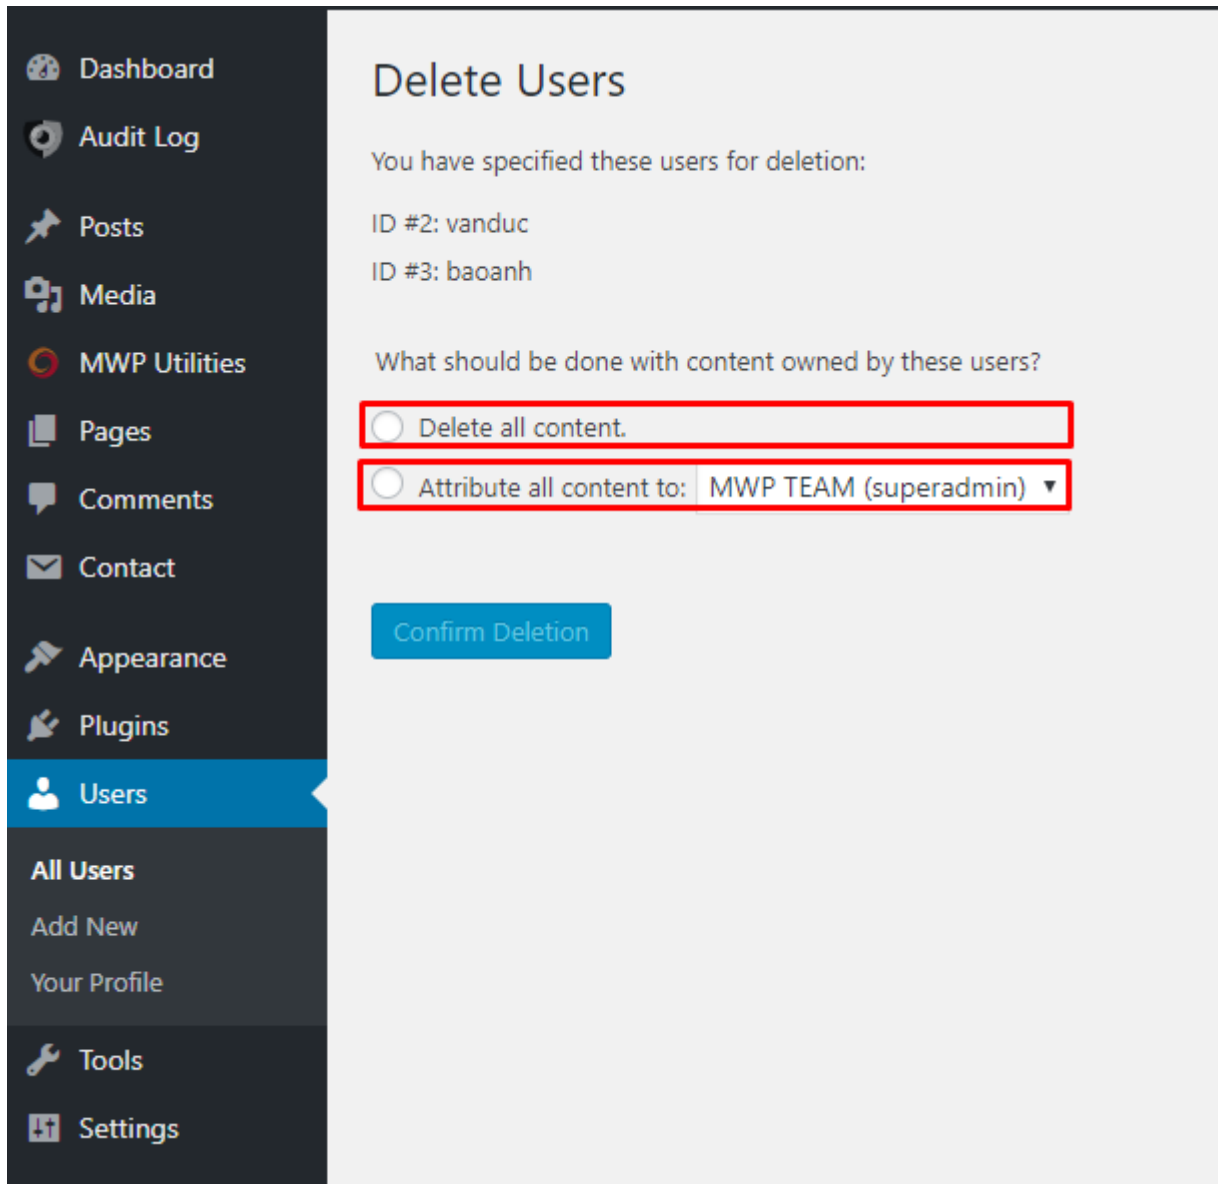 Dashboard
Audit Log
Posts
Media
MWP Utilities
Pages
Comments
Contact
Appearance
Plugins
Users
All Users
Add New
Your Profile
Tools
Settings
Delete Users
You have specified these users for deletion:
ID #2: vanduc
ID #3: baoanh
What should be done with content owned by these users?
Delete all content.
Attribute all content to: MWP TEAM (superadmin)
Confirm Deletion